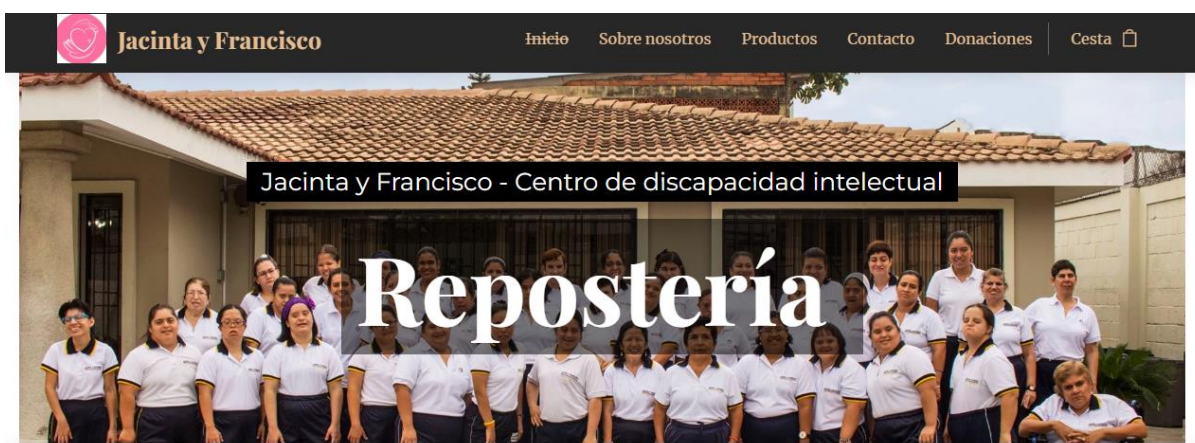 Jacinta y Francisco
Inicio Sobre nosotros Productos Contacto Donaciones Cesta
Jacinta y Francisco - Centro de discapacidad intelectual
Repostería